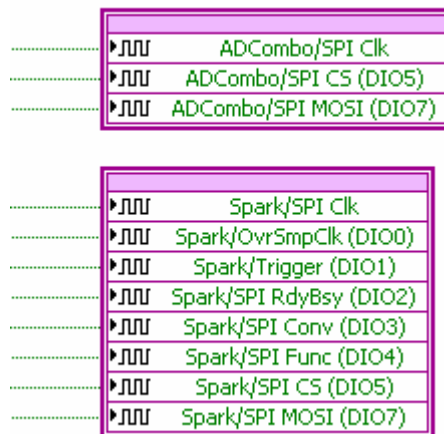 ADCombo/SPI Clk
ADCombo/SPI CS (DIO5)
ADCombo/SPI MOSI (DIO7)
Spark/SPI Clk
Spark/OvrSmpClk (DIO0)
Spark/Trigger (DIO1)
Spark/SPI RdyBsy (DIO2)
Spark/SPI Conv (DIO3)
Spark/SPI Func (DIO4)
Spark/SPI CS (DIO5)
Spark/SPI MOSI (DIO7)